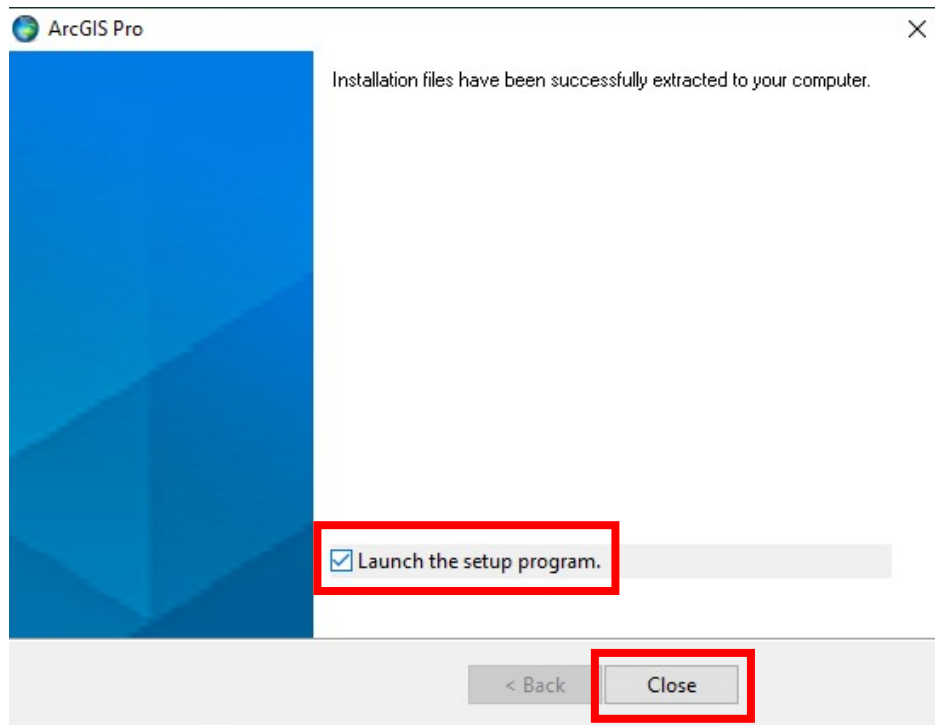 ArcGIS Pro
Installation files have been successfully extracted to your computer.
Launch the setup program.
< Back
Close